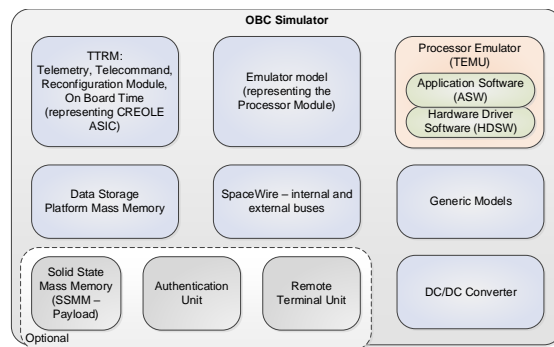 OBC Simulator
TTRM:
Telemetry, Telecommand,
Reconfiguration Module,
On Board Time
(representing CREOLE
ASIC)
Emulator model
(representing the
Processor Module)
Processor Emulator
(TEMU)
Application Software
(ASW)
Hardware Driver
Software (HDSW)
Data Storage
Platform Mass Memory
SpaceWire – internal and
external buses
Generic Models
Solid State
Mass Memory
(SSMM –
Payload)
Authentication
Unit
Remote
Terminal Unit
DC/DC Converter
Optional